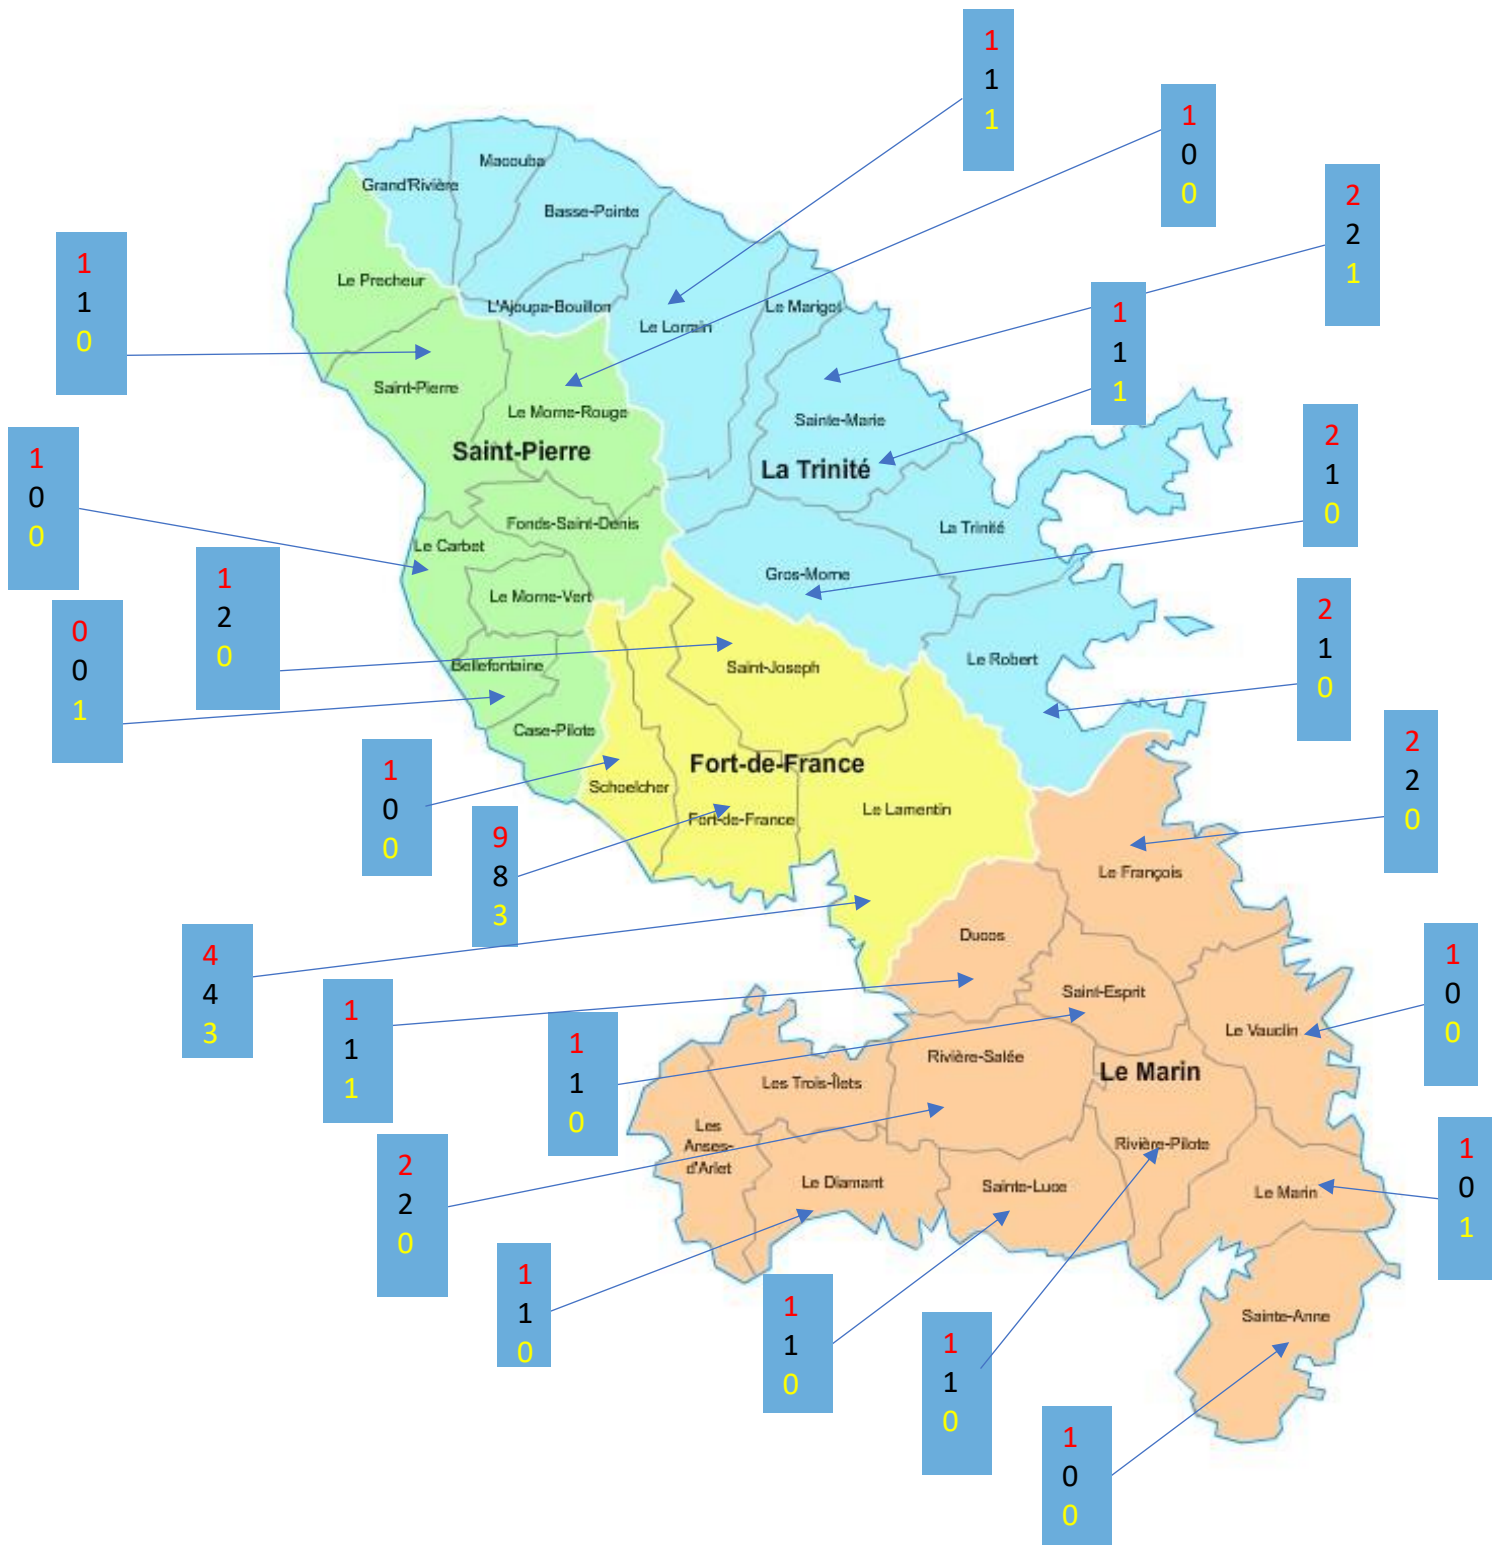 1
1
1
1
0
0
2
2
1
Macouba
Grand'Rivière
Basse-Pointe
1
1
0
Le Precheur
L'Ajoupa-Bouillon
Le Marigot
Le Lorrain
1
1
1
Saint-Pierre
Le Morne-Rouge
Sainte-Marie
Saint-Pierre
La Trinité
2
1
0
1
0
0
Fonds-Saint-Denis
La Trinité
Le Carbet
Gros-Morne
Le Morne-Vert
1
2
0
2
1
0
0
0
1
Bellefontaine
Saint-Joseph
Le Robert
Case-Pilote
Fort-de-France
2
2
0
1
0
0
Schoelcher
Fort-de-France
Le Lamentin
9
8
3
Le François
4
4
3
Ducos
1
0
0
Saint-Esprit
Le Vauclin
1
1
1
1
1
0
Rivière-Salée
Les Trois-Îlets
Le Marin
Les
Anses-
d'Arlet
Rivière-Pilote
2
2
0
1
0
1
Le Diamant
Sainte-Luce
Le Marin
1
1
0
1
1
0
1
1
0
Sainte-Anne
1
0
0